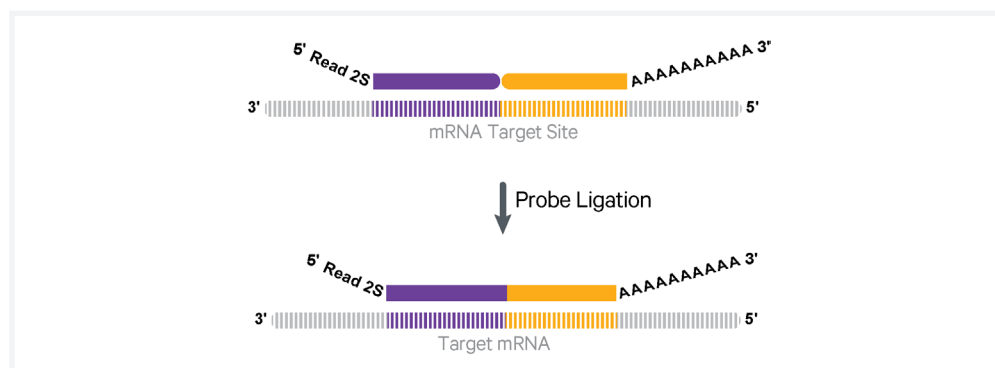 5' Read 2S AAAAAAAAAA 3'
3' 5'
mRNA Target Site
Probe Ligation
5' Read 2S AAAAAAAAAA 3'
3' 5'
Target mRNA